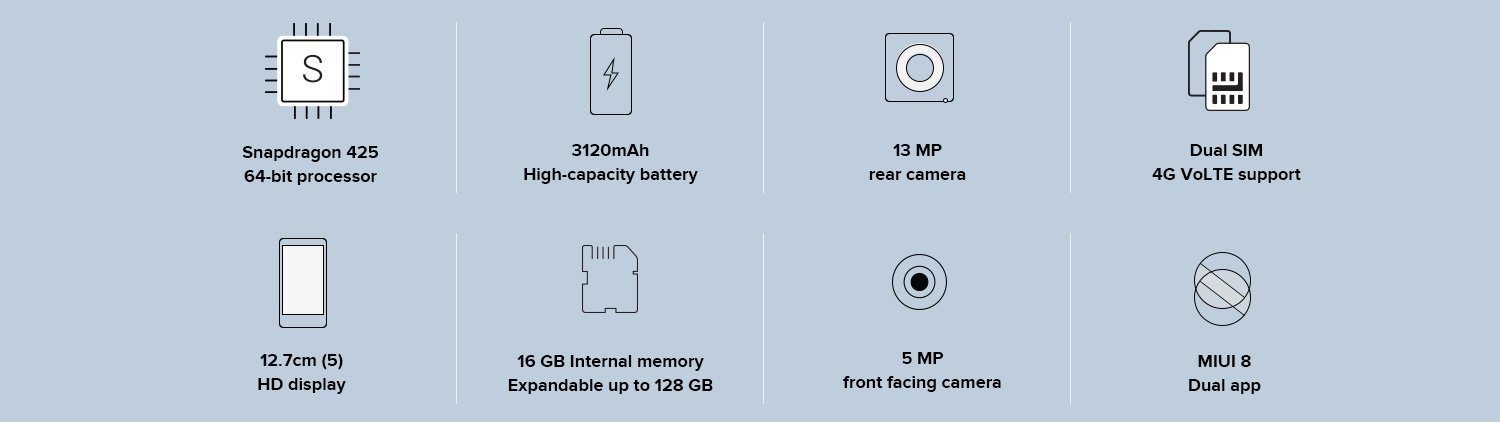 S
Snapdragon 425
64-bit processor
3120mAh
High-capacity battery
13 MP
rear camera
Dual SIM
4G VoLTE support
12.7cm (5)
HD display
16 GB Internal memory
Expandable up to 128 GB
5 MP
front facing camera
MIUI 8
Dual app